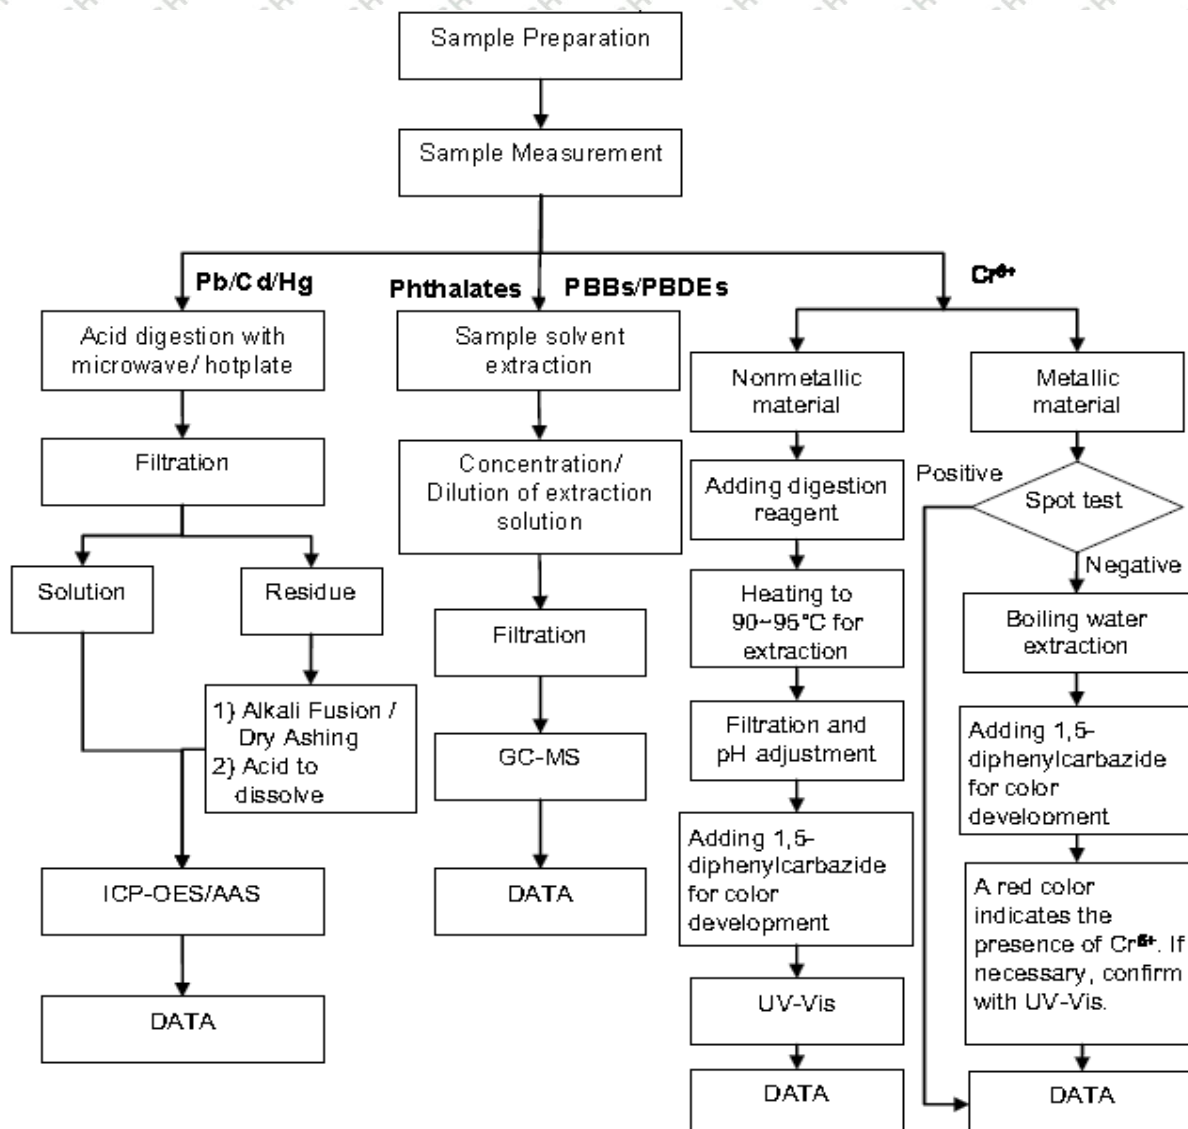 Sample Preparation
Sample Measurement
Pb/Cd/Hg
Phthalates
PBBs/PBDEs
Cr6+
Acid digestion with
microwave/ hotplate
Filtration
Solution
Residue
1} Alkali Fusion /
Dry Ashing
2} Acid to
dissolve
ICP-OES/AAS
DATA
Sample solvent
extraction
Concentration/
Dilution of extraction
solution
Filtration
GC-MS
DATA
Nonmetallic
material
Adding digestion
reagent
Heating to
90~95°C for
extraction
Filtration and
pH adjustment
Adding 1,5-
diphenylcarbazide
for color
development
UV-Vis
DATA
Metallic
material
Positive
Spot test
Negative
Boiling water
extraction
Adding 1,5-
diphenylcarbazide
for color
development
A red color
indicates the
presence of Cr6+. If
necessary, confirm
with UV-Vis.
DATA